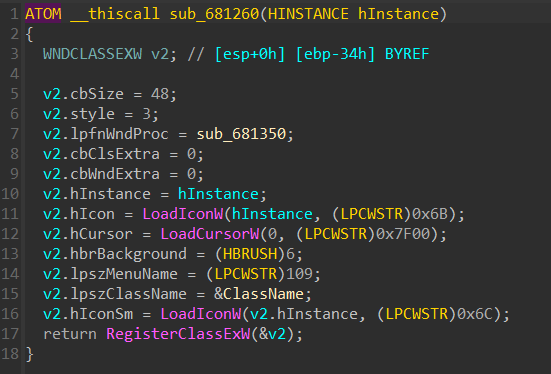 1 ATOM __thiscall sub_681260(HINSTANCE hInstance)
2 {
3   WNDCLASSEXW v2; // [esp+0h] [ebp-34h] BYREF
4
5   v2.cbSize = 48;
6   v2.style = 3;
7   v2.lpfnWndProc = sub_681350;
8   v2.cbClsExtra = 0;
9   v2.cbWndExtra = 0;
10   v2.hInstance = hInstance;
11   v2.hIcon = LoadIconW(hInstance, (LPCWSTR)0x6B);
12   v2.hCursor = LoadCursorW(0, (LPCWSTR)0x7F00);
13   v2.hbrBackground = (HBRUSH)6;
14   v2.lpszMenuName = (LPCWSTR)109;
15   v2.lpszClassName = &ClassName;
16   v2.hIconSm = LoadIconW(v2.hInstance, (LPCWSTR)0x6C);
17   return RegisterClassExW(&v2);
18 }